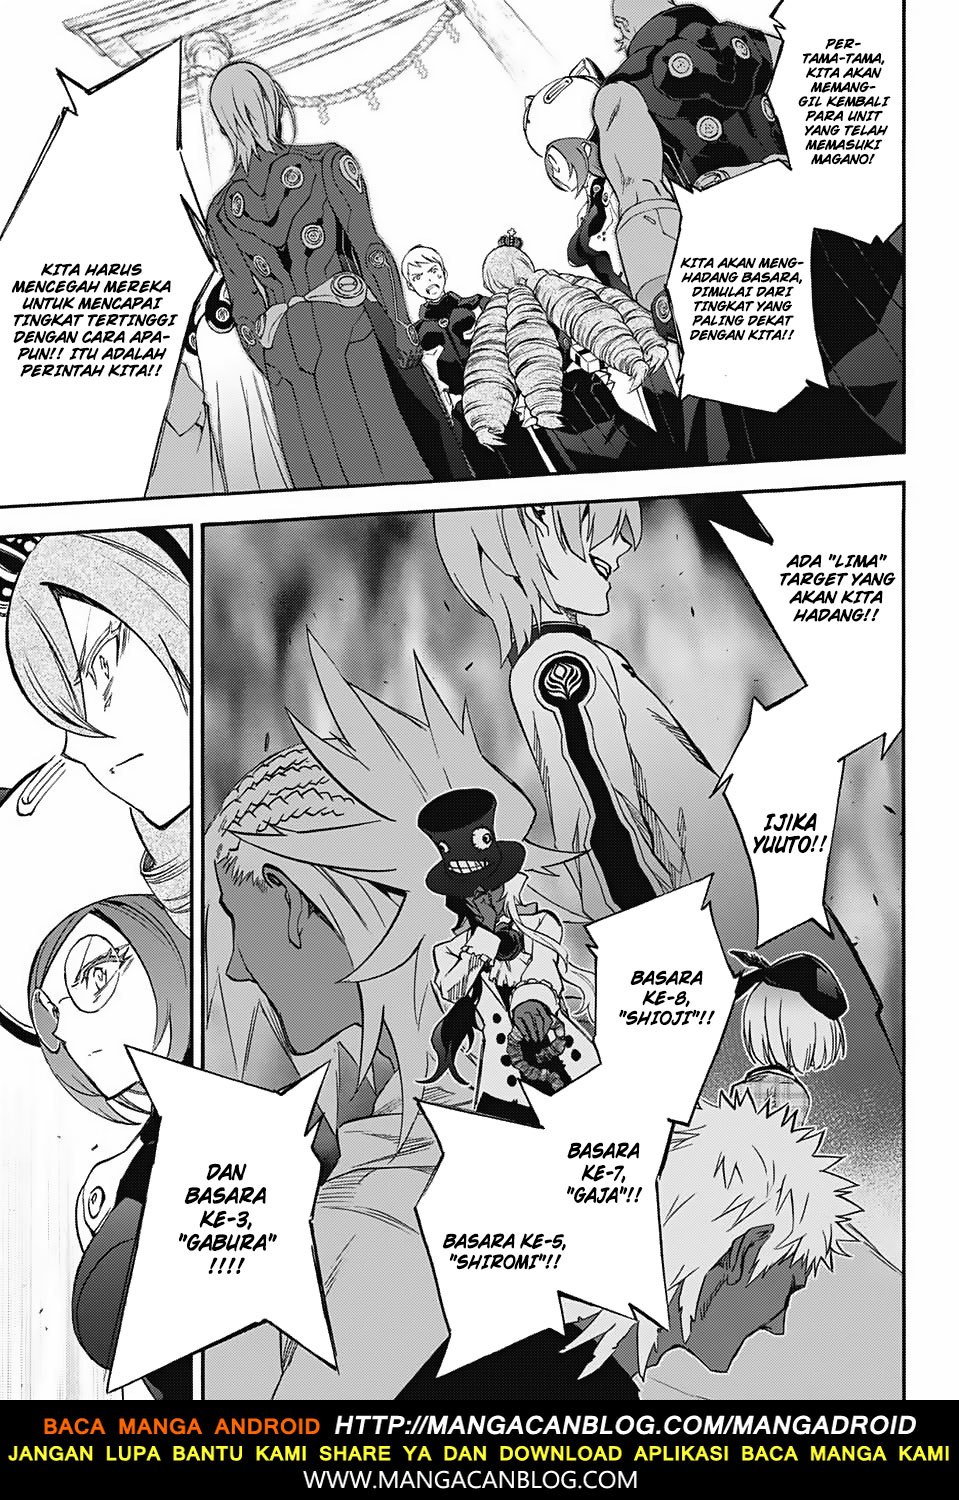 PER-
TAMA-TAMA,
KITA AKAN
MEMANG-
GIL KEMBALI
PARA UNIT
YANG TELAH
MEMASUKI
MAGANO!
KITA AKAN MENG-
HADANG BASARA,
DIMULAI DARI
TINGKAT YANG
PALING DEKAT
DENGAN KITA!!
KITA HARUS
MENCEGAH MEREKA
UNTUK MENCAPAI
TINGKAT TERTINGGI
DENGAN CARA APA-
PUN!! ITU ADALAH
PERINTAH KITA!!
ADA "LIMA"
TARGET YANG
AKAN KITA
HADANG!!
IJIKA
YUUTO!!
BASARA
KE-8,
"SHIOJI"!!
BASARA
KE-7,
"GAJA"!!
BASARA KE-5,
"SHIROMI"!!
DAN
BASARA
KE-3,
"GABURA"
!!!!
BACA MANGA ANDROID HTTP://MANGACANBLOG.COM/MANGADROID
JANGAN LUPA BANTU KAMI SHARE YA DAN DOWNLOAD APLIKASI BACA MANGA KAMI
WWW.MANGACANBLOG.COM